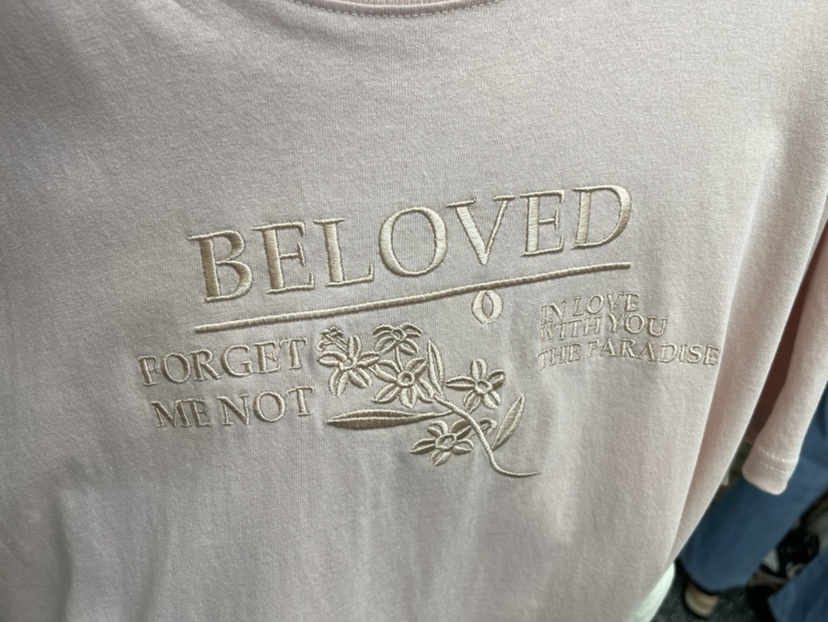 BELOVED
FORGET
ME NOT
IN LOVE
WITH YOU
THE PARADISE